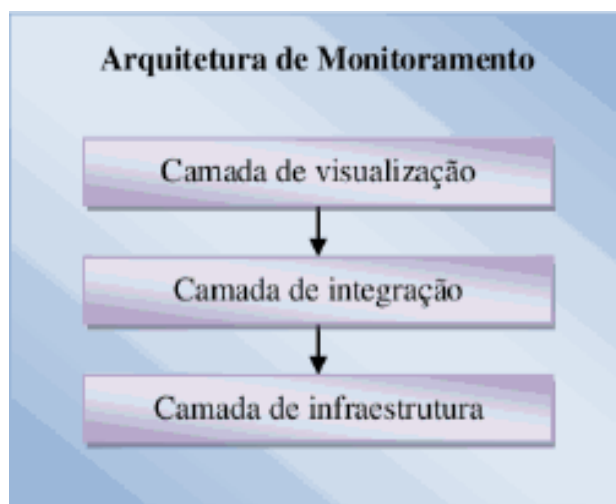 Arquitetura de Monitoramento
Camada de visualização
Camada de integração
Camada de infraestrutura